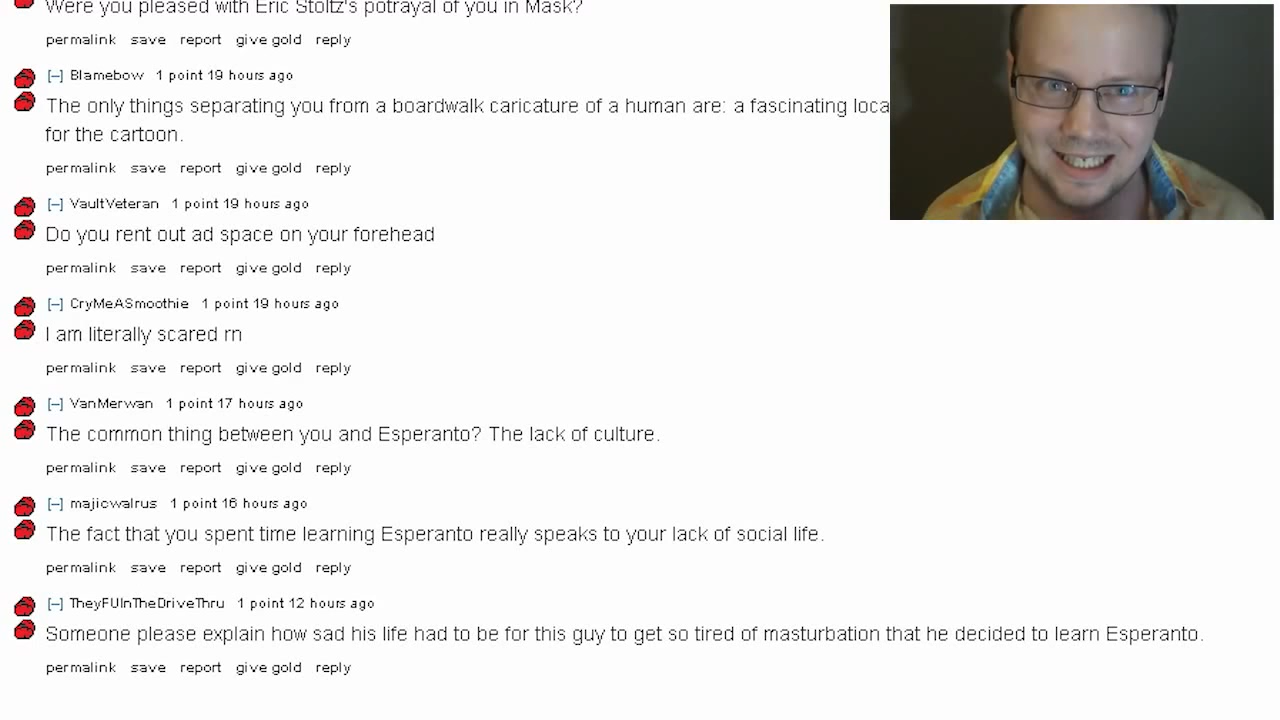 Were you pleased with Eric Stoltz's potrayal of you in Mask?
permalink save report give gold reply
[–] Blamebow 1 point 19 hours ago
The only things separating you from a boardwalk caricature of a human are: a fascinating loca
for the cartoon.
permalink save report give gold reply
[–] VaultVeteran 1 point 19 hours ago
Do you rent out ad space on your forehead
permalink save report give gold reply
[–] CryMeASmoothie 1 point 19 hours ago
I am literally scared rn
permalink save report give gold reply
[–] VanMerwan 1 point 17 hours ago
The common thing between you and Esperanto? The lack of culture.
permalink save report give gold reply
[–] majicwalrus 1 point 16 hours ago
The fact that you spent time learning Esperanto really speaks to your lack of social life.
permalink save report give gold reply
[–] TheyFUInTheDriveThru 1 point 12 hours ago
Someone please explain how sad his life had to be for this guy to get so tired of masturbation that he decided to learn Esperanto.
permalink save report give gold reply